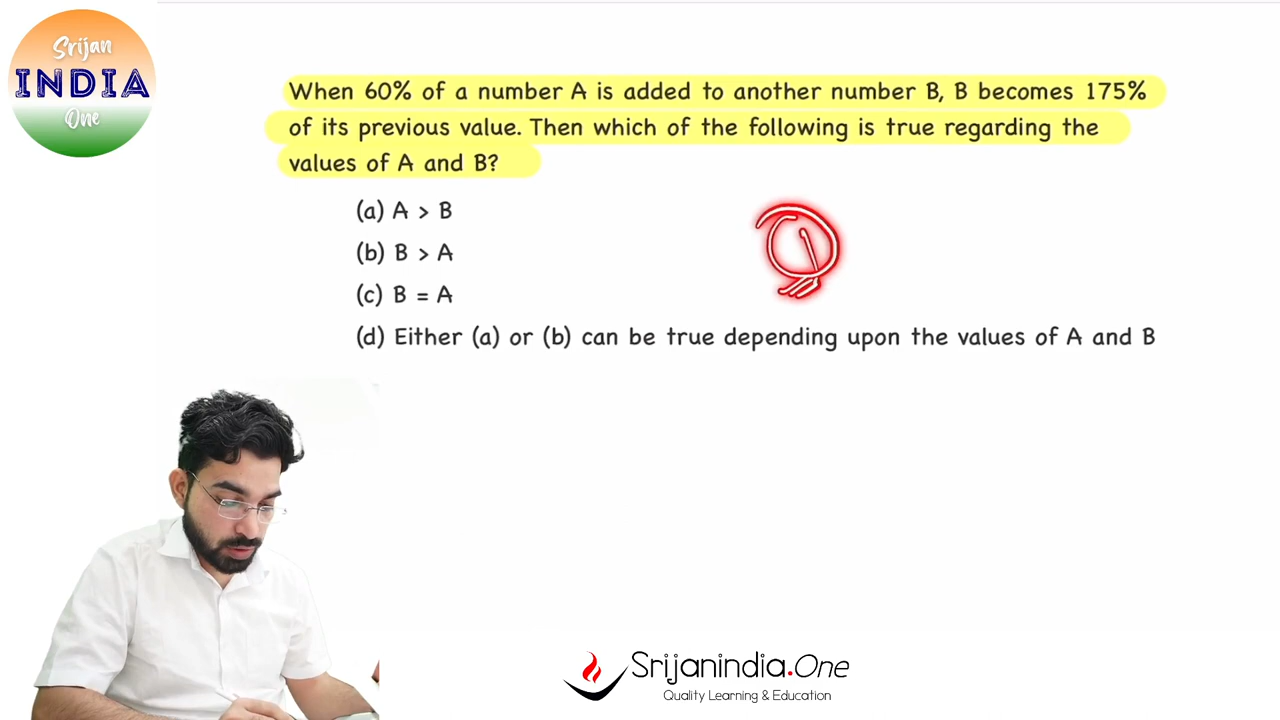 Srijan
INDIA
One
When 60% of a number A is added to another number B, B becomes 175%
of its previous value. Then which of the following is true regarding the
values of A and B?
(a) A > B
(b) B > A
(c) B = A
(d) Either (a) or (b) can be true depending upon the values of A and B
Srijanindia.One
Quality Learning & Education